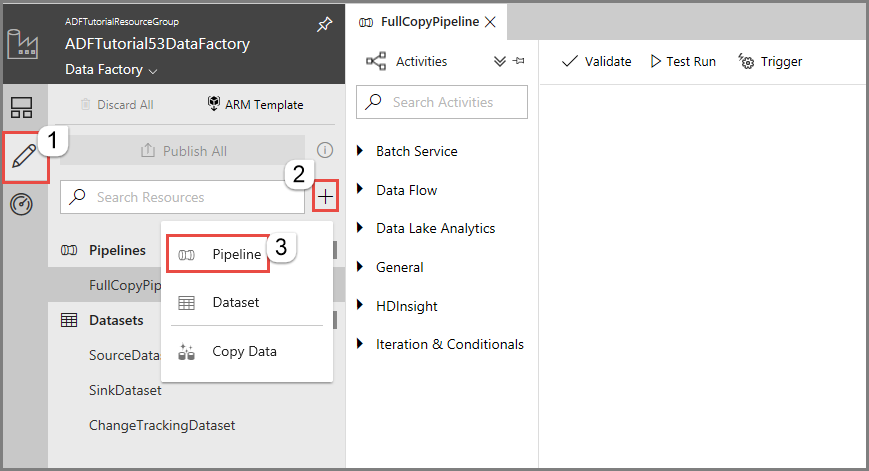 ADFTutorialResourceGroup
ADFTutorial53DataFactory
Data Factory
Discard All
ARM Template
1
Publish All
2
Search Resources
Pipelines
Pipeline
3
FullCopyPip
Dataset
Datasets
Copy Data
SourceData
SinkDataset
ChangeTrackingDataset
FullCopyPipeline
Activities
Search Activities
Batch Service
Data Flow
Data Lake Analytics
General
HDInsight
Iteration & Conditionals
Validate
Test Run
Trigger